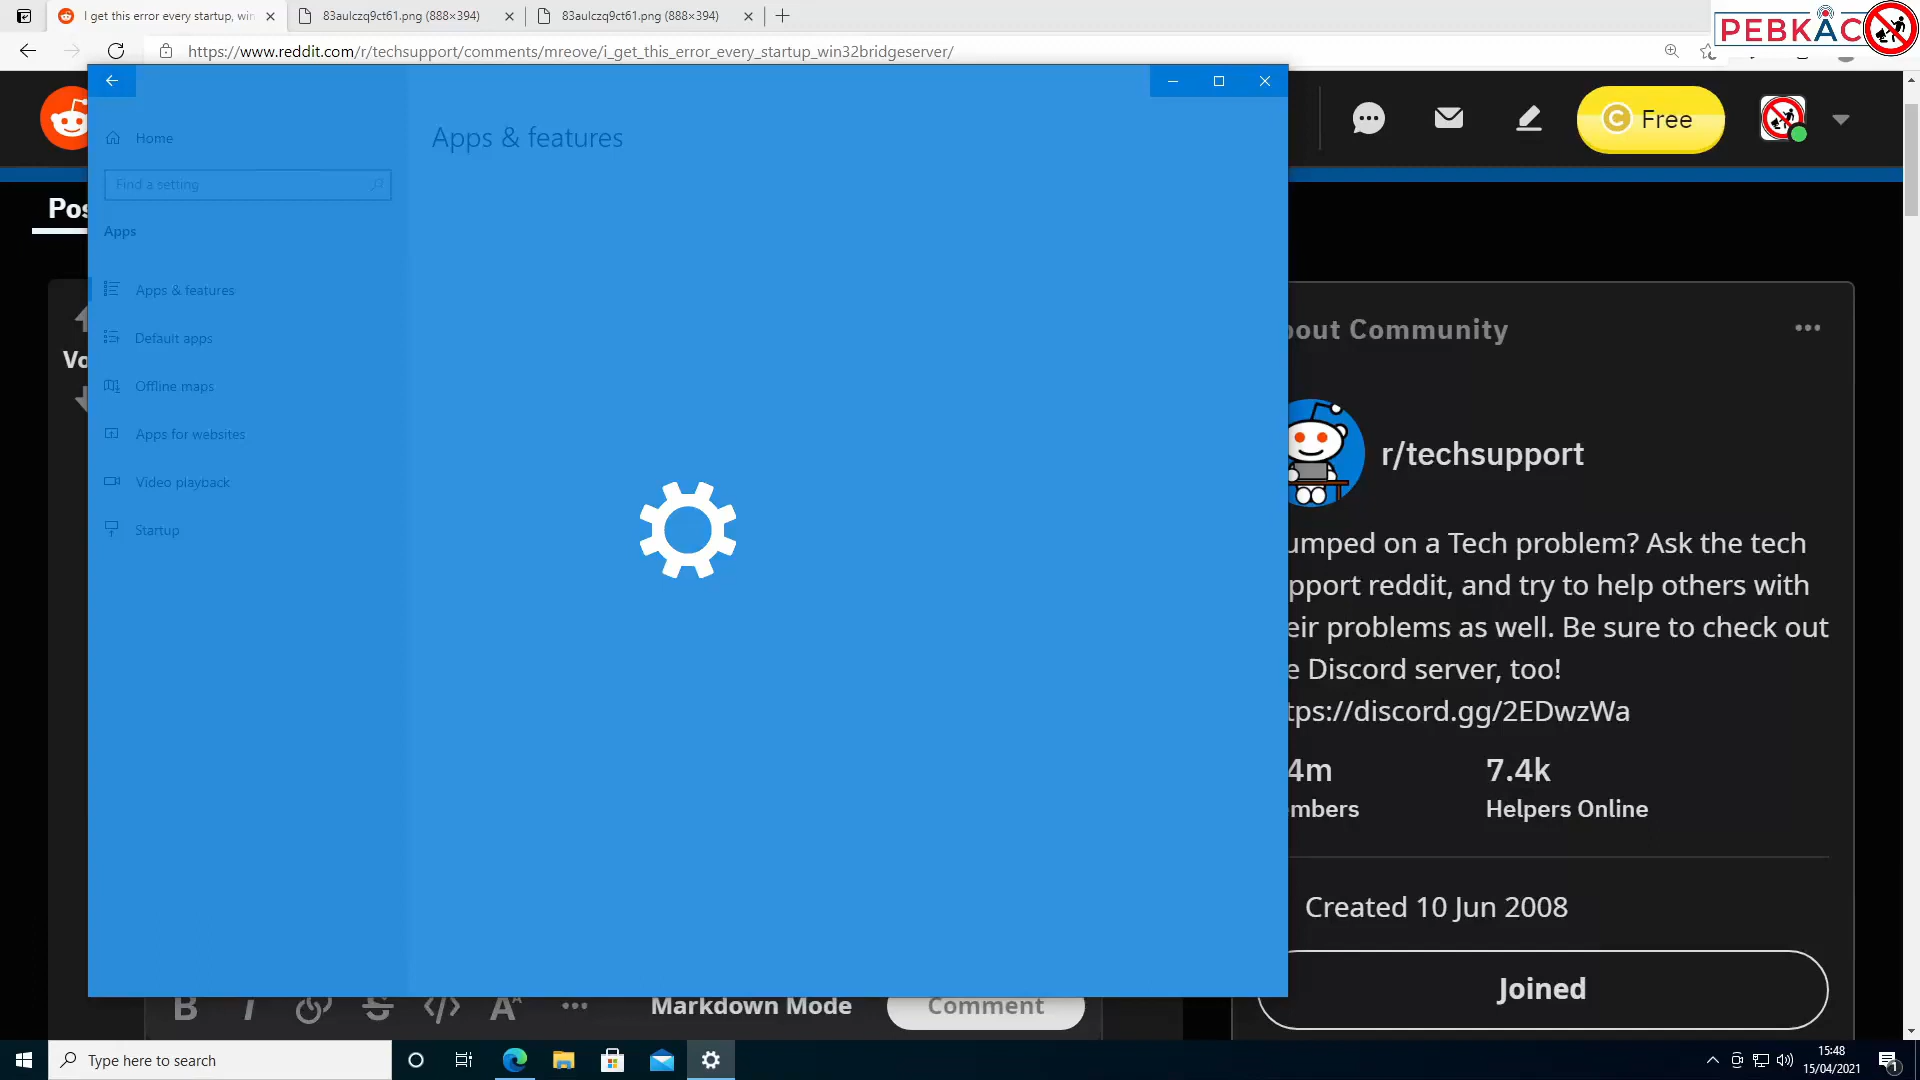 I get this error every startup, win
83aulczq9ct61.png (888×394)
83aulczq9ct61.png (888×394)
PEBKAC
https://www.reddit.com/r/techsupport/comments/mreove/i_get_this_error_every_startup_win32bridgeserver/
Free
Home
Apps & features
Find a setting
Pos
Apps
Apps & features
Default apps
Offline maps
Apps for websites
Video playback
Startup
Vo
bout Community
r/techsupport
umped on a Tech problem? Ask the tech
pport reddit, and try to help others with
eir problems as well. Be sure to check out
e Discord server, too!
tps://discord.gg/2EDwzWa
4m
7.4k
mbers
Helpers Online
Created 10 Jun 2008
Joined
B i S </> A
Markdown Mode
Comment
Type here to search
15:48
15/04/2021
1